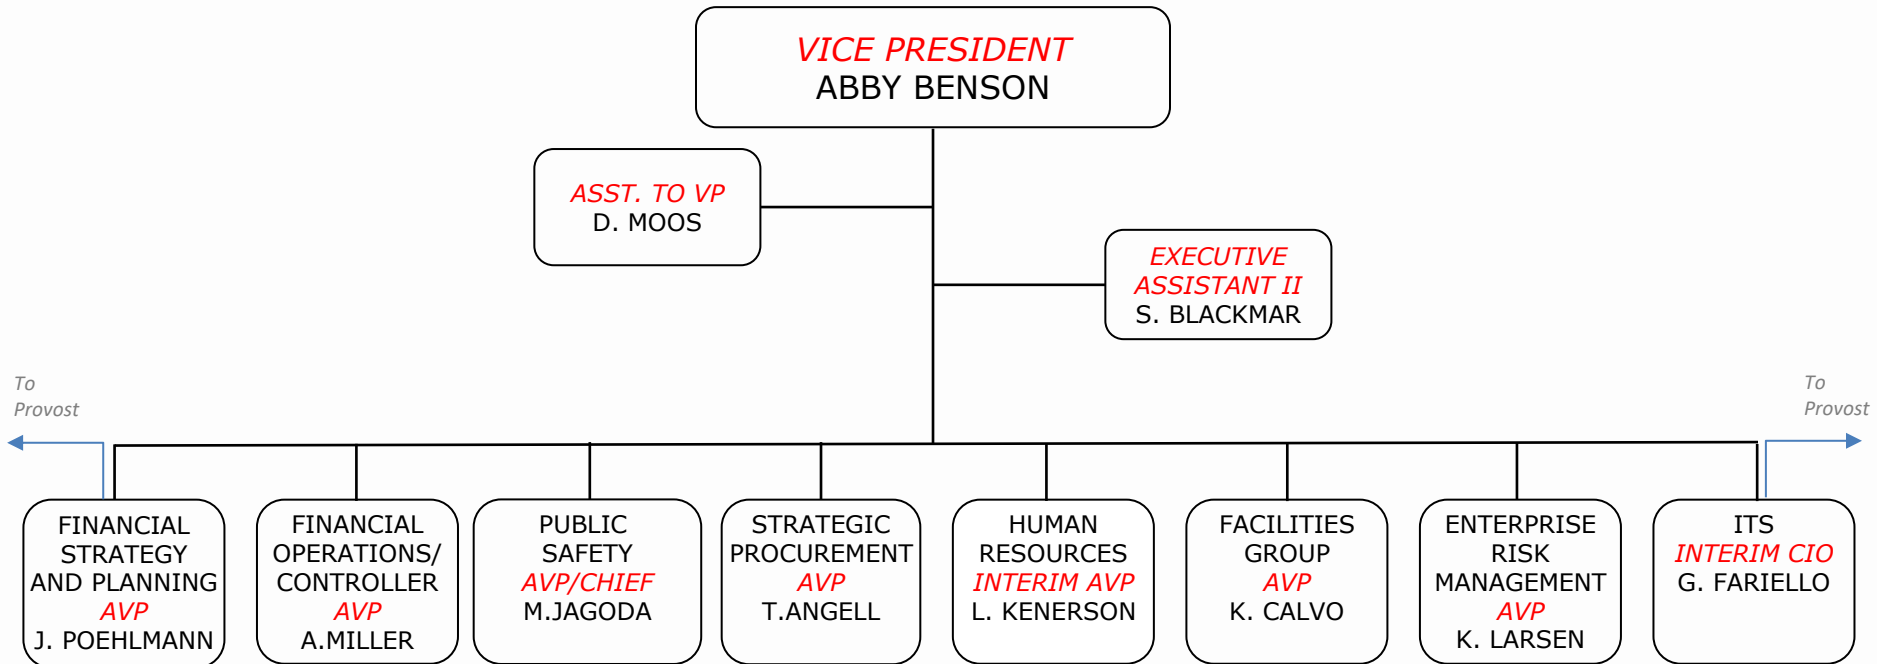 VICE PRESIDENT
ABBY BENSON
ASST. TO VP
D. MOOS
EXECUTIVE
ASSISTANT II
S. BLACKMAR
To
Provost
To
Provost
FINANCIAL
STRATEGY
AND PLANNING
AVP
J. POEHLMANN
FINANCIAL
OPERATIONS/
CONTROLLER
AVP
A.MILLER
PUBLIC
SAFETY
AVP/CHIEF
M.JAGODA
STRATEGIC
PROCUREMENT
AVP
T.ANGELL
HUMAN
RESOURCES
INTERIM AVP
L. KENERSON
FACILITIES
GROUP
AVP
K. CALVO
ENTERPRISE
RISK
MANAGEMENT
AVP
K. LARSEN
ITS
INTERIM CIO
G. FARIELLO